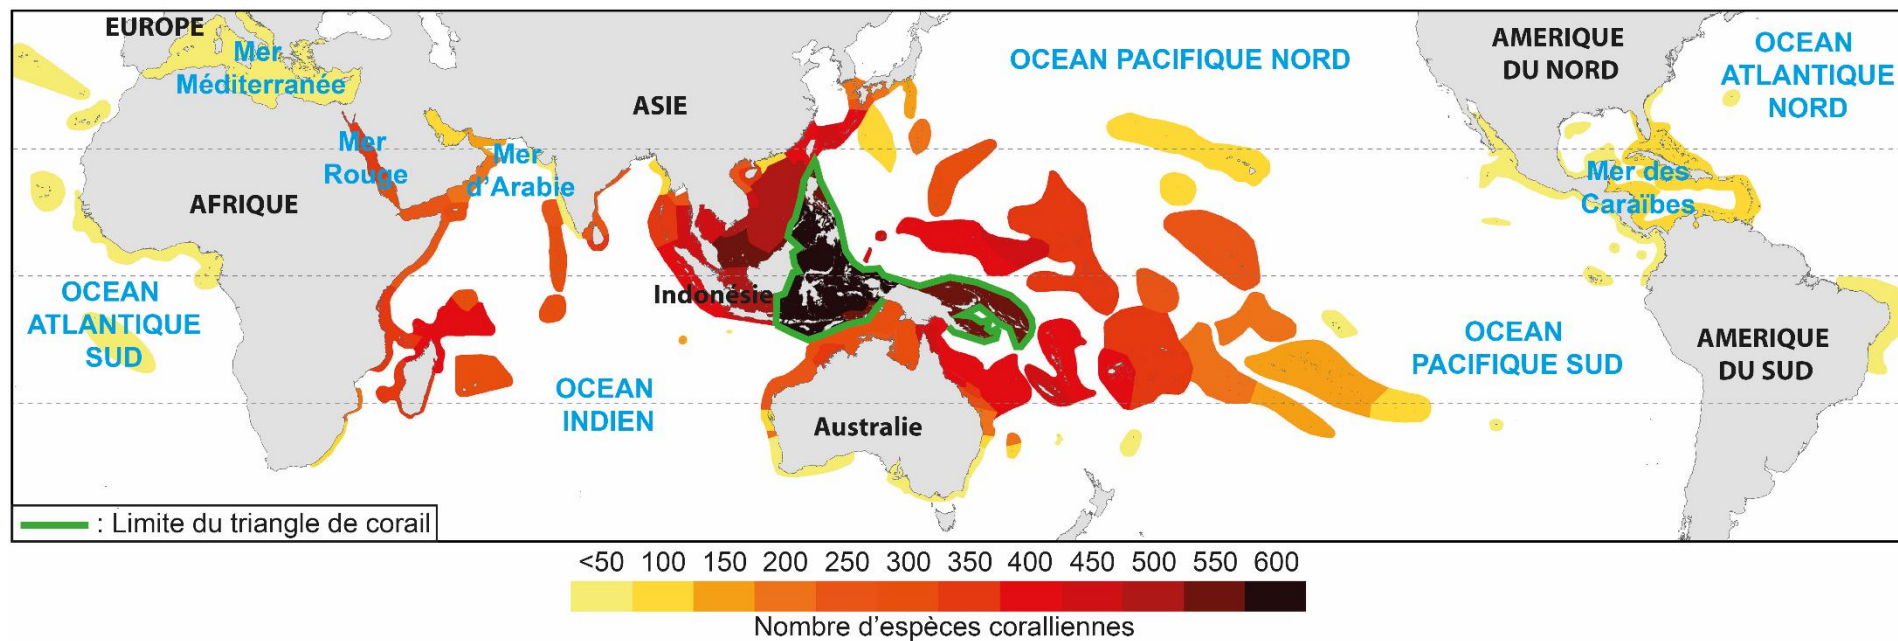 EUROPE
Mer
Méditerranée
ASIE
OCEAN PACIFIQUE NORD
AMERIQUE
DU NORD
OCEAN
ATLANTIQUE
NORD
Mer
Rouge
Mer
d'Arabie
AFRIQUE
Mer des
Caraïbes
OCEAN
ATLANTIQUE
SUD
Indonésie
OCEAN
PACIFIQUE SUD
AMERIQUE
DU SUD
OCEAN
INDIEN
Australie
: Limite du triangle de corail
<50 100 150 200 250 300 350 400 450 500 550 600
Nombre d'espèces coralliennes